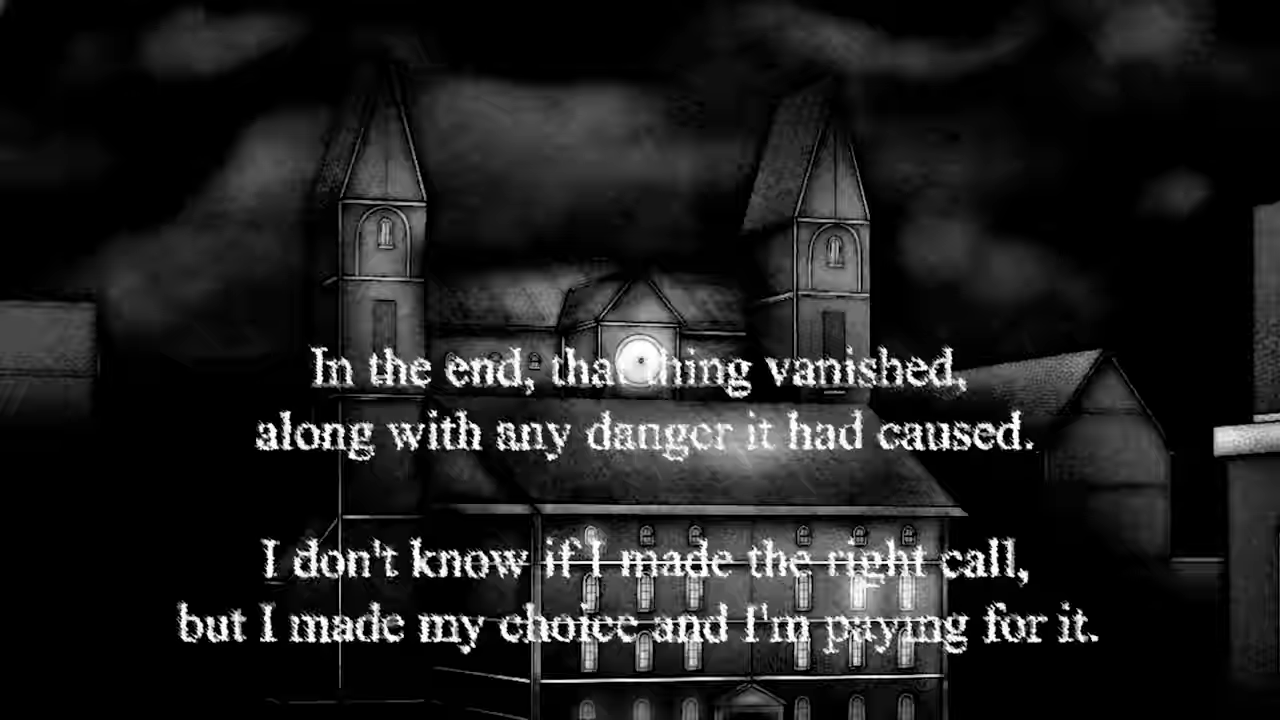 In the end, that thing vanished,
along with any danger it had caused.
I don't know if I made the right call,
but I made my choice and I'm paying for it.